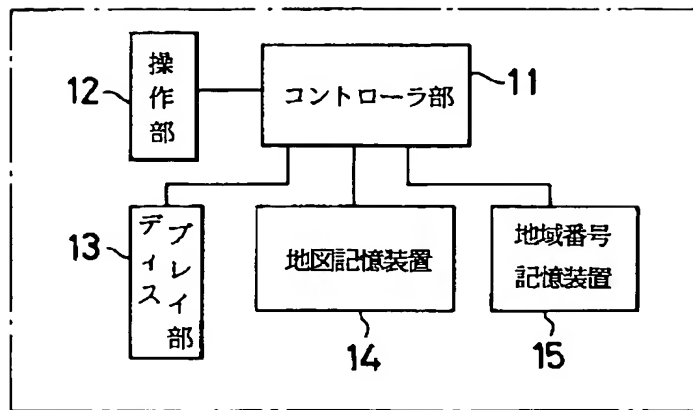 操作部
12
コントローラ部
11
ディス
プレイ部
13
地図記憶装置
14
地域番号
記憶装置
15